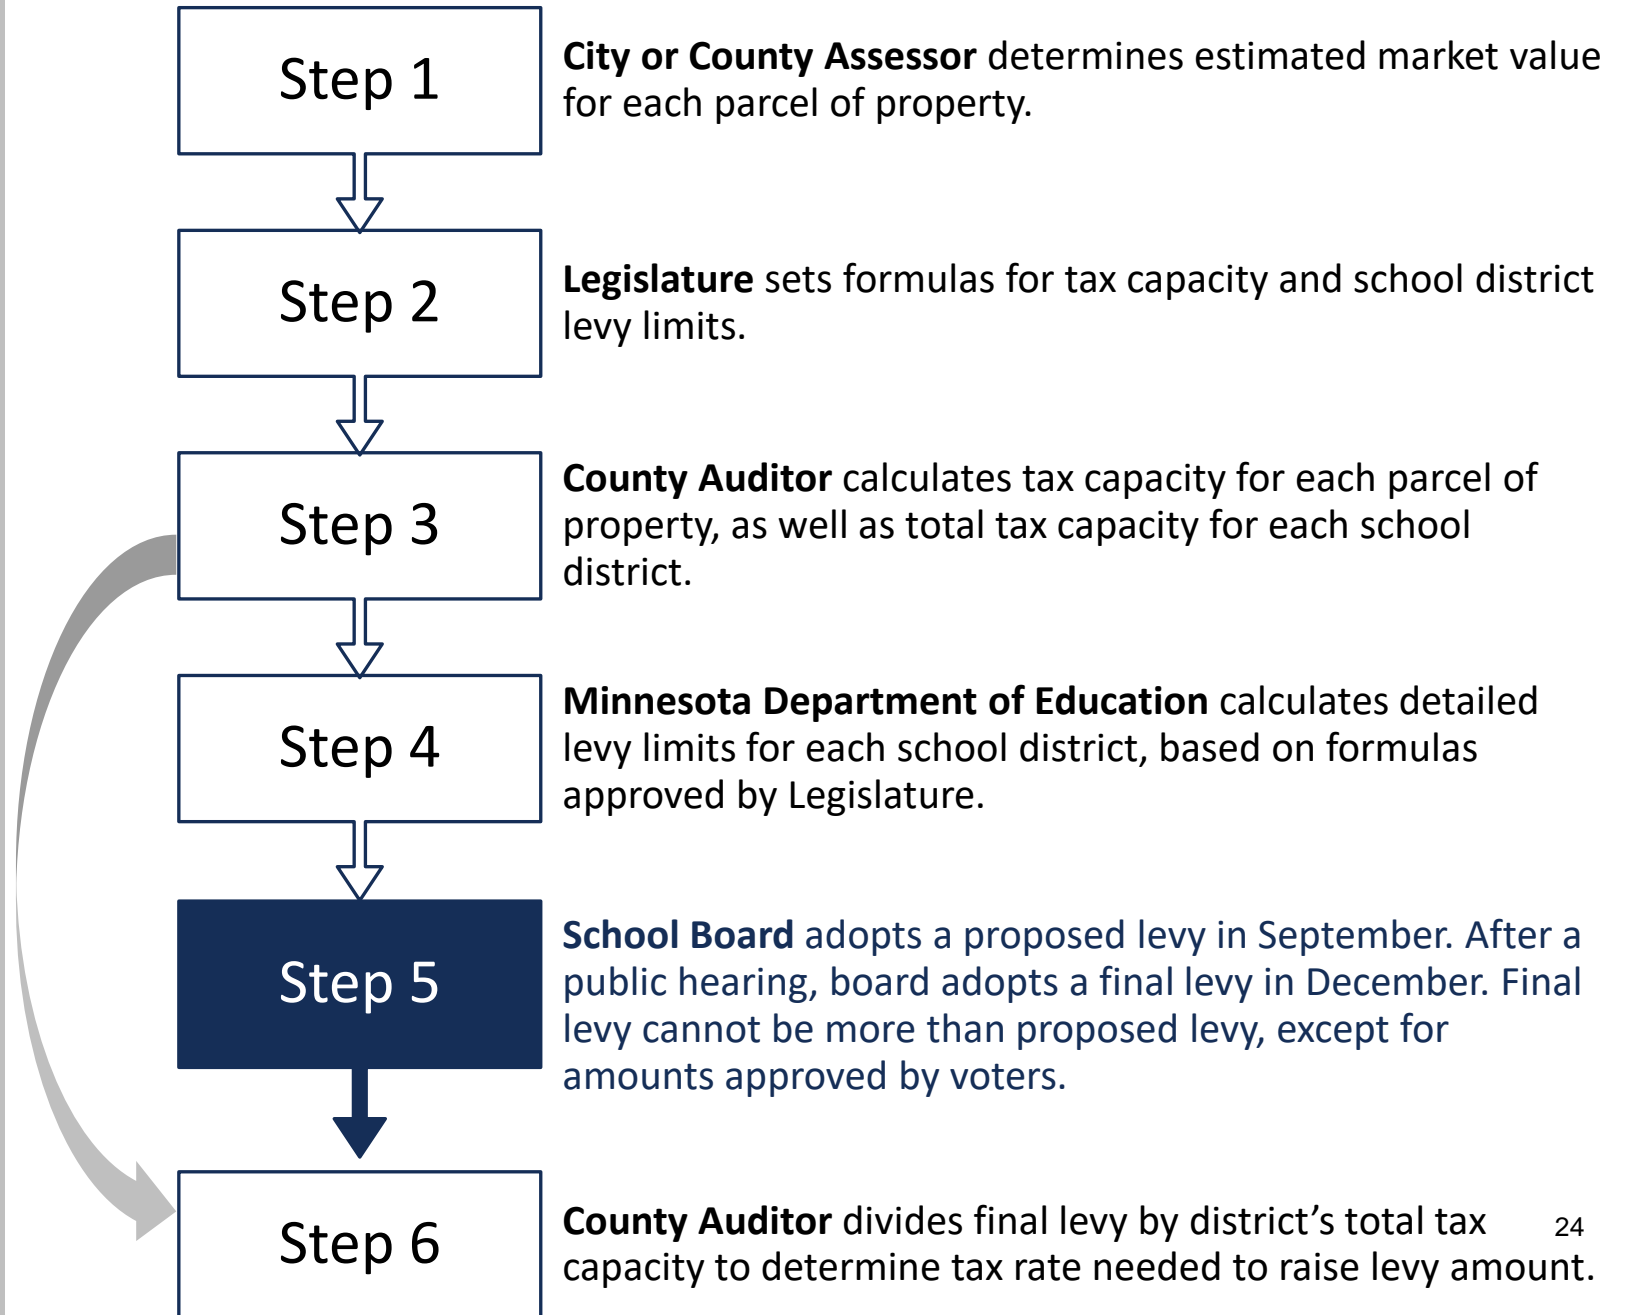 Step 1
City or County Assessor determines estimated market value
for each parcel of property.
Step 2
Legislature sets formulas for tax capacity and school district
levy limits.
Step 3
County Auditor calculates tax capacity for each parcel of
property, as well as total tax capacity for each school
district.
Step 4
Minnesota Department of Education calculates detailed
levy limits for each school district, based on formulas
approved by Legislature.
Step 5
School Board adopts a proposed levy in September. After a
public hearing, board adopts a final levy in December. Final
levy cannot be more than proposed levy, except for
amounts approved by voters.
Step 6
County Auditor divides final levy by district’s total tax
capacity to determine tax rate needed to raise levy amount.
24